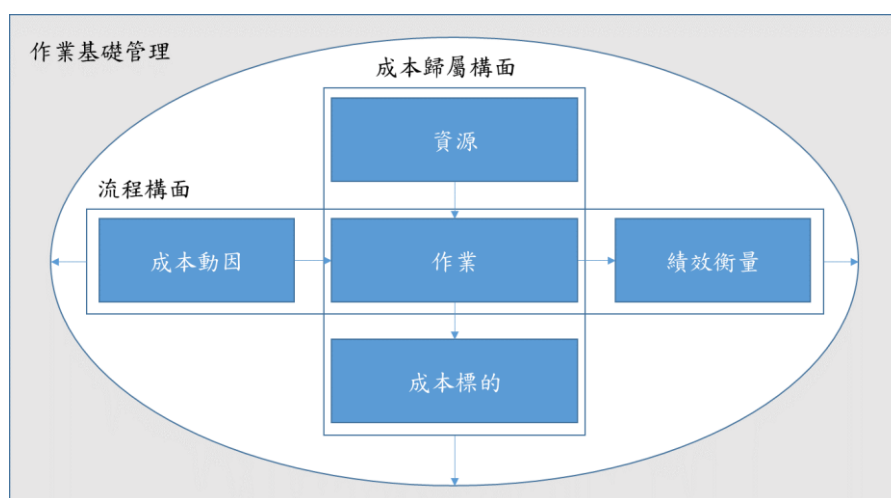 作業基礎管理
成本歸屬構面
資源
流程構面
成本動因
作業
績效衡量
成本標的